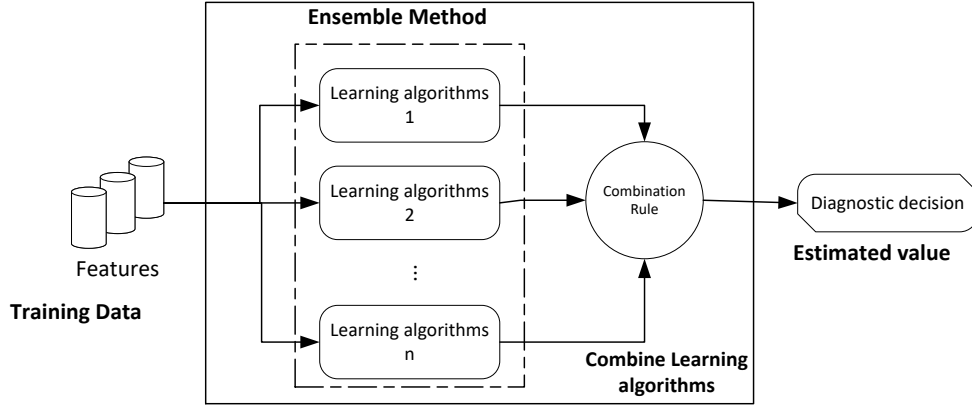 Ensemble Method
Learning algorithms
1
Learning algorithms
2
⋮
Learning algorithms
n
Features
Training Data
Combination
Rule
Combine Learning
algorithms
Diagnostic decision
Estimated value